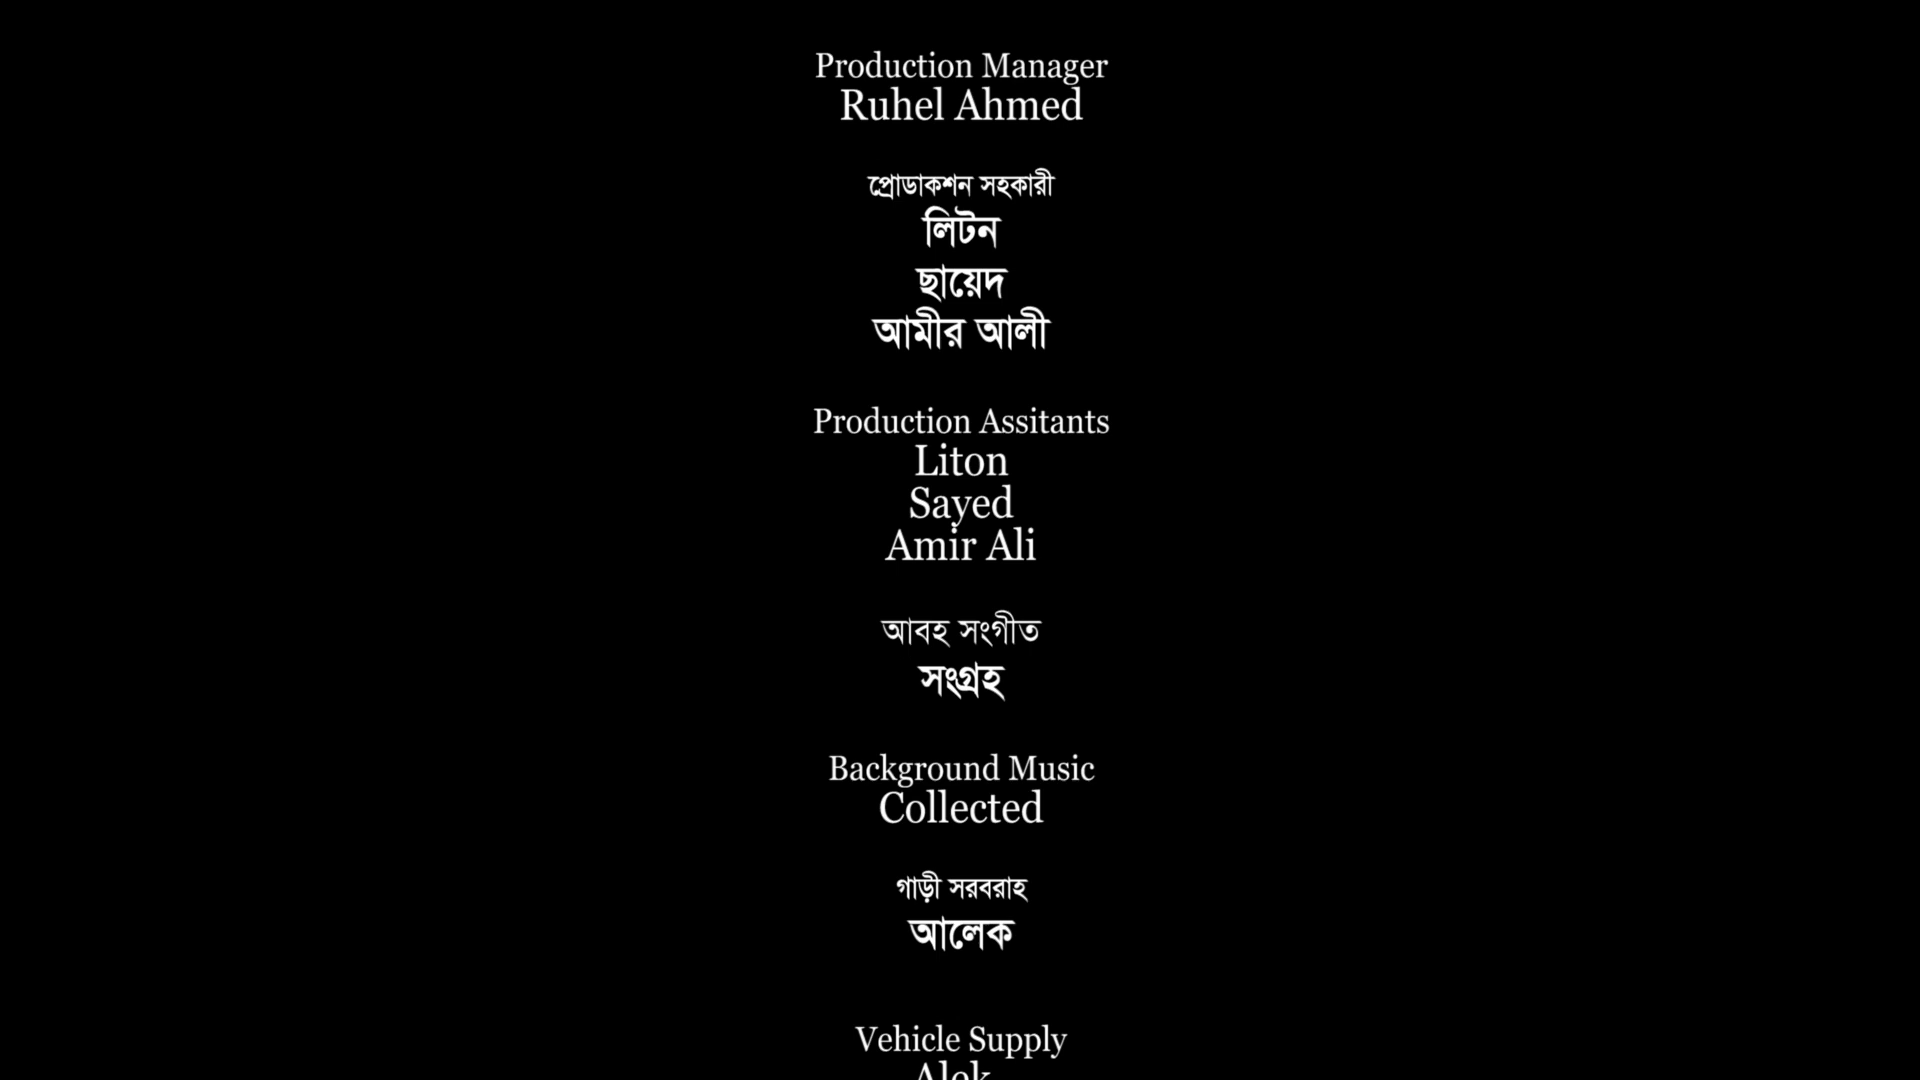 Production Manager
Ruhel Ahmed
প্রোডাকশন সহকারী
লিটন
ছায়েদ
আমীর আলী
Production Assitants
Liton
Sayed
Amir Ali
আবহ সংগীত
সংগ্রহ
Background Music
Collected
গাড়ী সরবরাহ
আলেক
Vehicle Supply
Alek